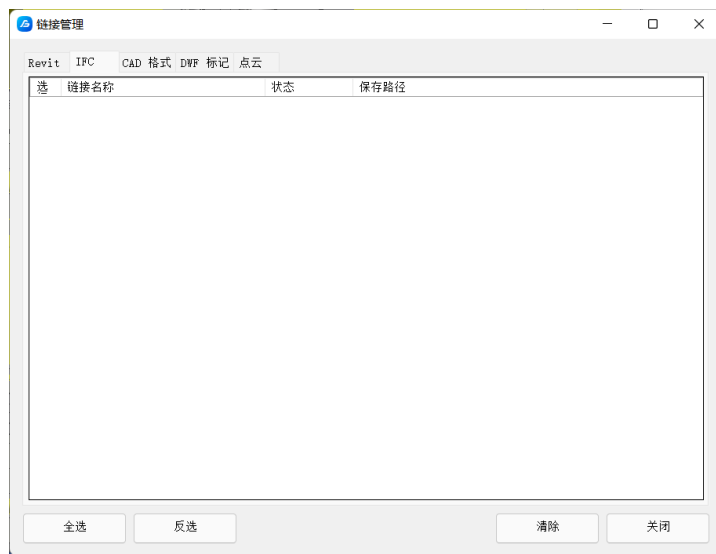 链接管理
Revit IFC CAD 格式 DWF 标记 点云
选 链接名称 状态 保存路径
全选 反选 清除 关闭